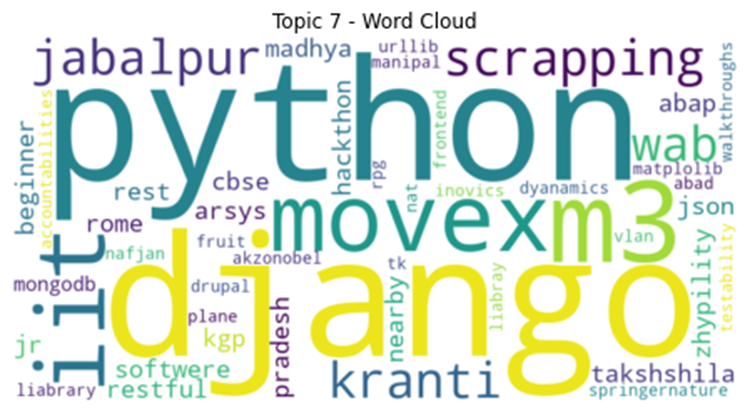 Topic 7 - Word Cloud
jabalpur
madhya
urllib
manipal
scrapping
walkthroughs
accountabilities
python
hackthon
rpg
frontend
abap
wab
beginner
matplolib
abad
cbse
rest
nat
inovics
dyanamics
rome
arsys
movex
m3
json
iit
nafjan
fruit
akzonobel
vlan
mongodb
django
drupal
tk
nearby
liabray
zhypility
testability
plane
kgp
pradesh
jr
softwere
kranti
takshshila
liabrary
restful
springernature